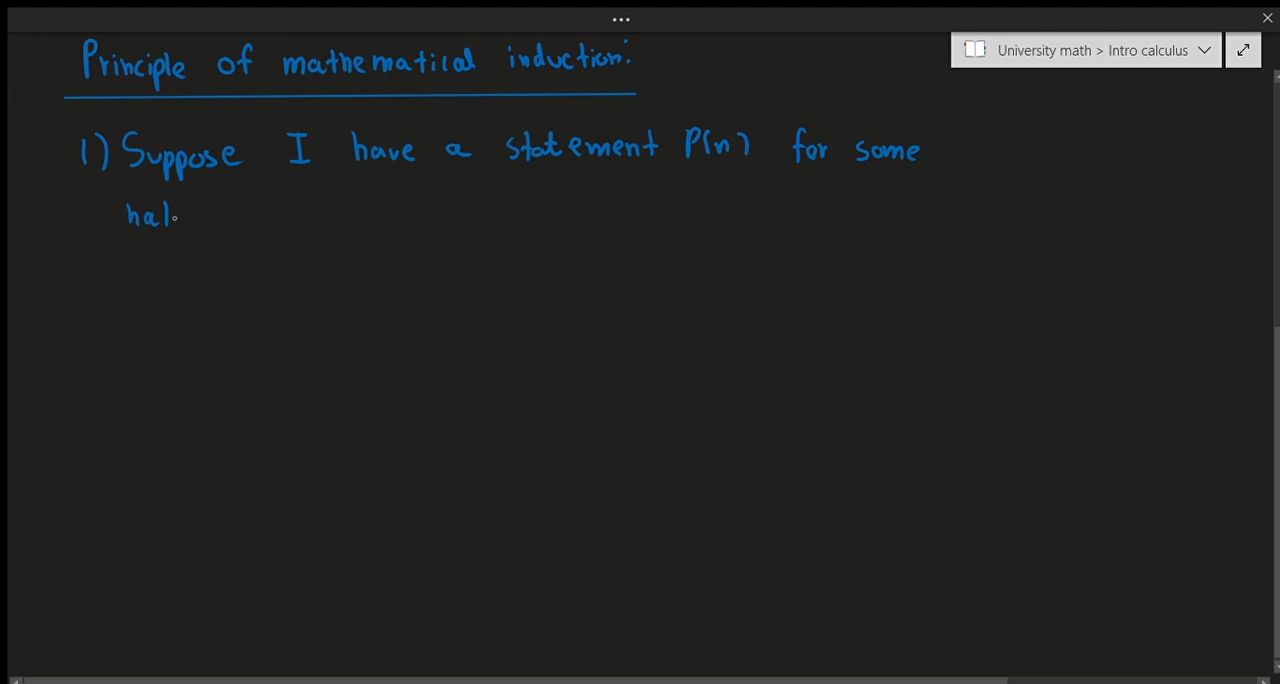 Principle of mathematical induction:
University math > Intro calculus
1) Suppose I have a statement P(n) for some